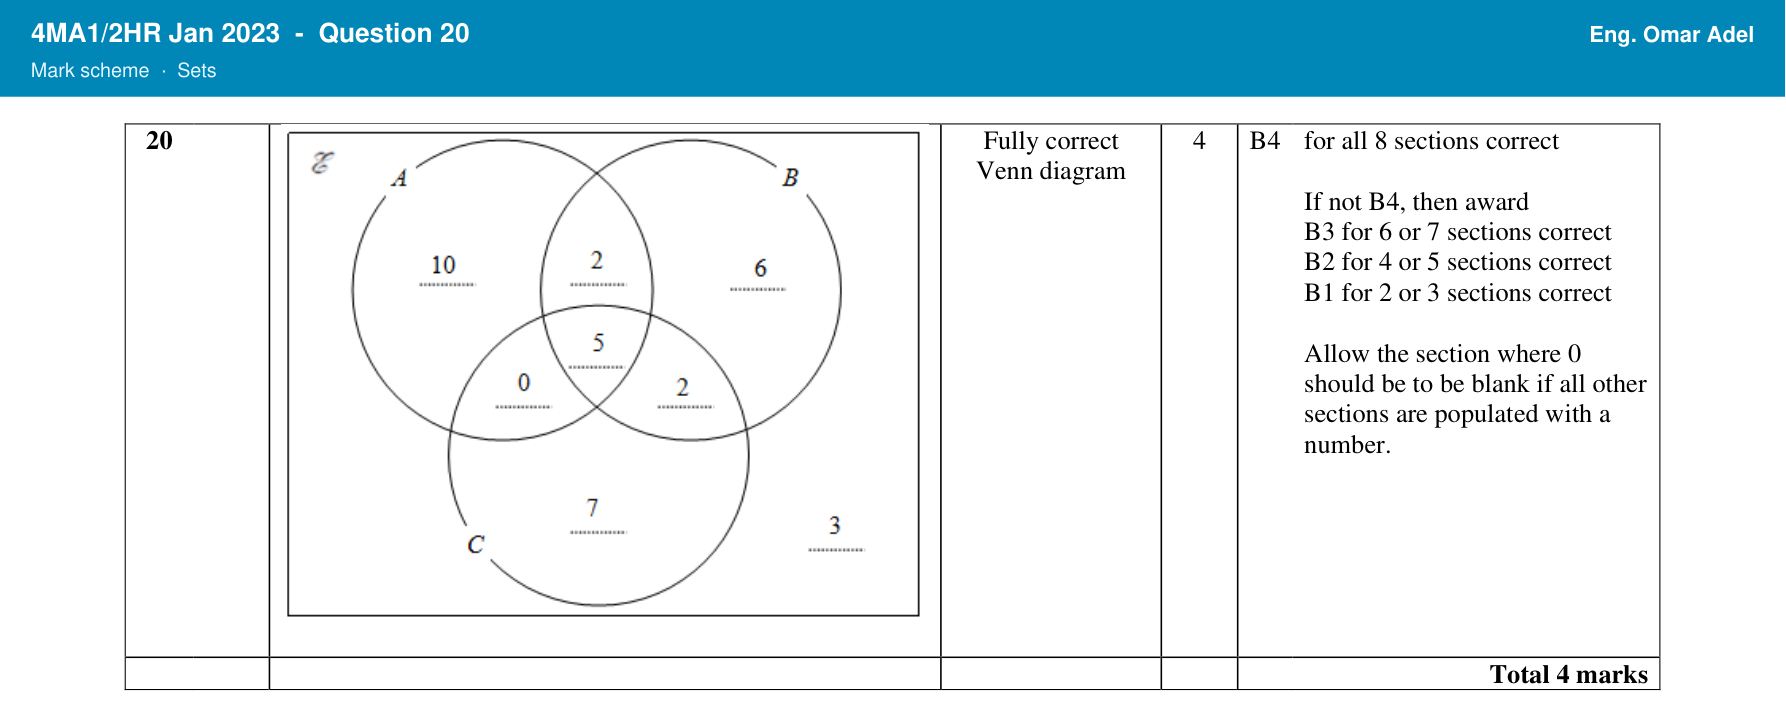 4MA1/2HR Jan 2023 - Question 20
Eng. Omar Adel
Mark scheme · Sets
20
ℰ
A
B
10
2
6
5
0
2
7
C
3
Fully correct
Venn diagram
4
B4 for all 8 sections correct
If not B4, then award
B3 for 6 or 7 sections correct
B2 for 4 or 5 sections correct
B1 for 2 or 3 sections correct
Allow the section where 0
should be to be blank if all other
sections are populated with a
number.
Total 4 marks